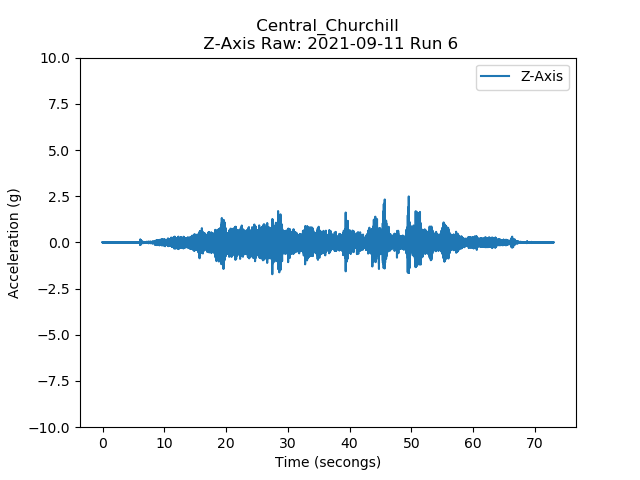 Central_Churchill
Z-Axis Raw: 2021-09-11 Run 6
Z-Axis
Acceleration (g)
10.0
7.5
5.0
2.5
0.0
−2.5
−5.0
−7.5
−10.0
0 10 20 30 40 50 60 70
Time (secongs)